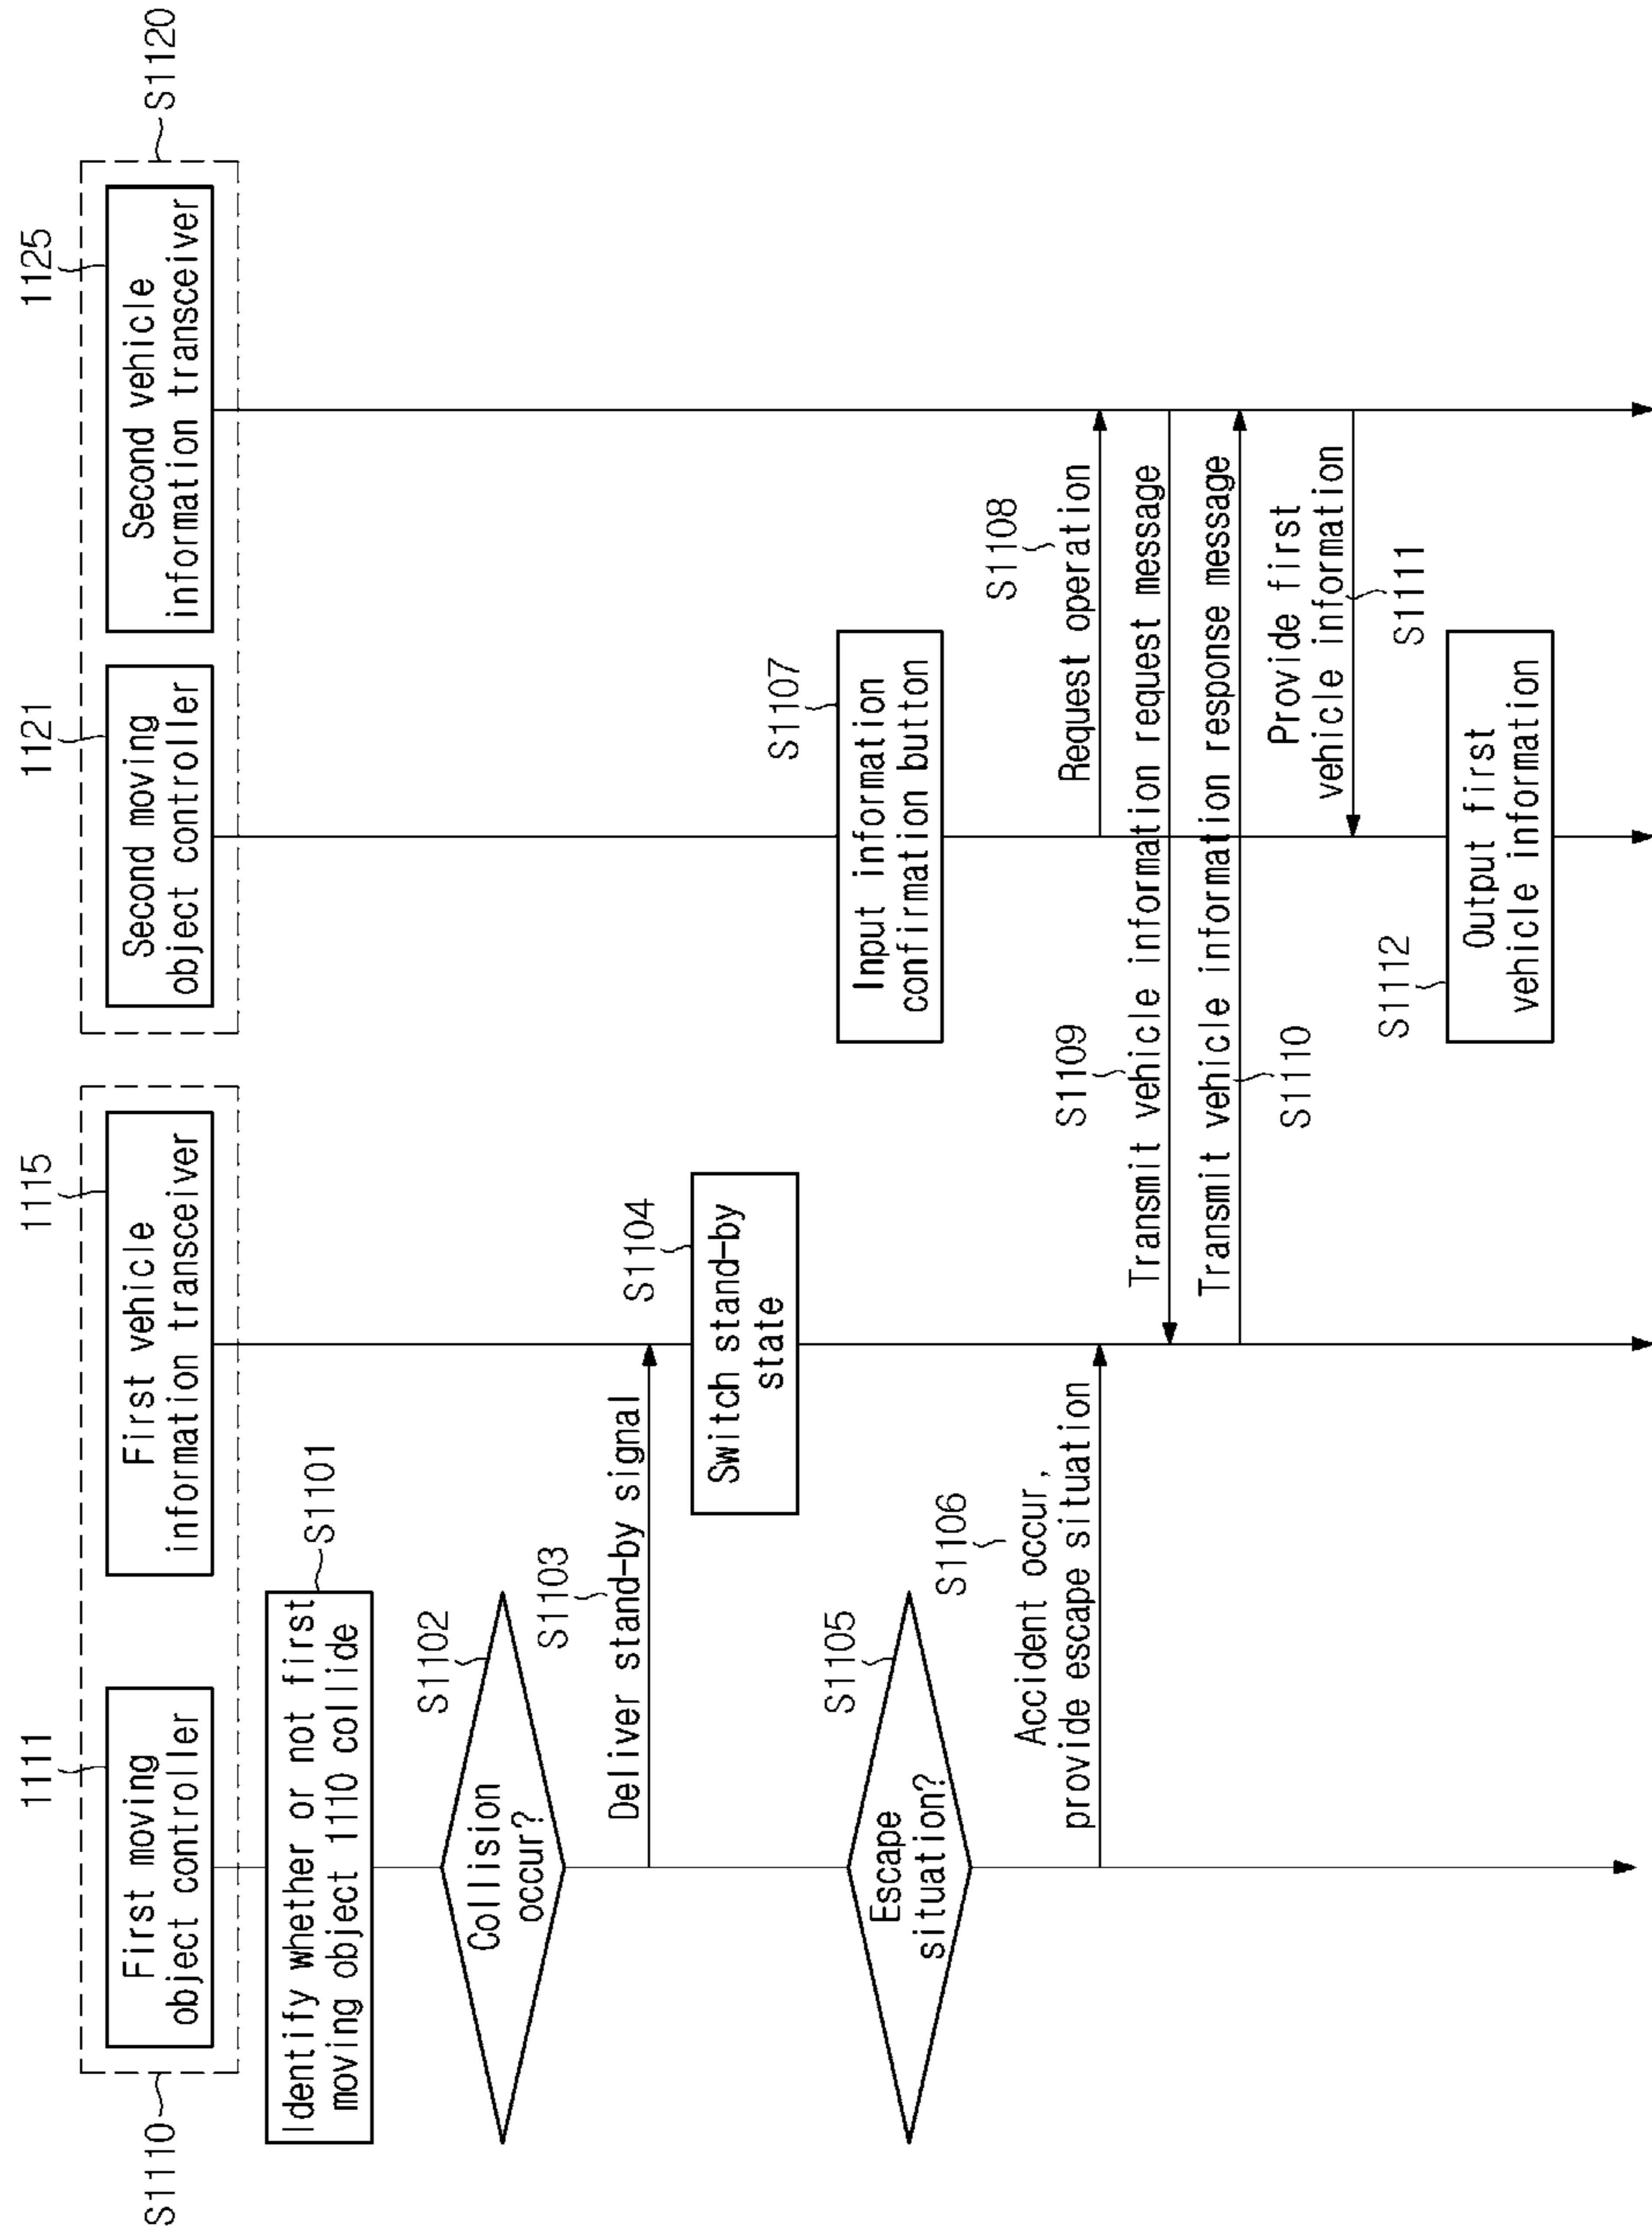 S1110
S1120
1111
1115
1121
1125
First moving
object controller
First vehicle
information transceiver
Second moving
object controller
Second vehicle
information transceiver
Identify whether or not first
moving object 1110 collide
S1101
Collision
occur?
S1102
S1103
Deliver stand-by signal
S1104
Switch stand-by
state
Escape
situation?
S1105
S1107
Input information
confirmation button
S1106
Accident occur,
provide escape situation
S1108
Request operation
S1109
Transmit vehicle information request message
Transmit vehicle information response message
S1110
Provide first
vehicle information
S1111
S1112
Output first
vehicle information